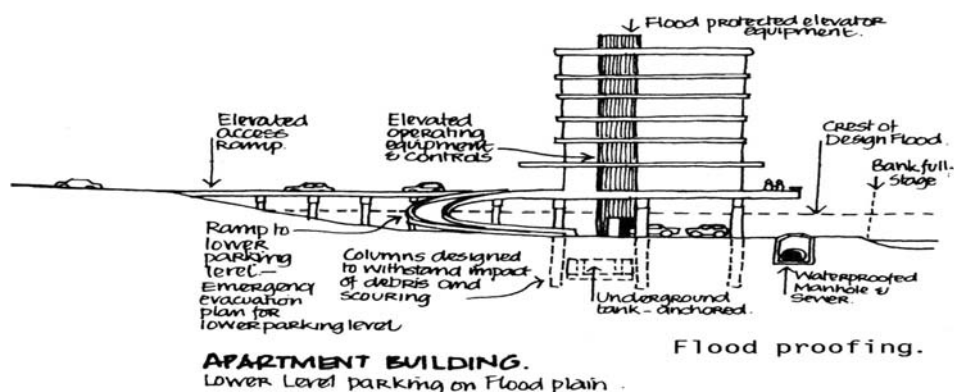 Flood protected elevator
equipment.
Elevated
access
Ramp.
Elevated
operating
equipment
& controls
Crest of
Design Flood
Bank full-
Stage
Ramp to
lower
parking
level.—
Emergency
evacuation
plan for
lower parking level
Columns designed
to withstand impact
of debris and
scouring
Underground
tank-anchored.
Waterproofed
Manhole &
Sewer.
Flood proofing.
APARTMENT BUILDING.
Lower Level parking on Flood plain.